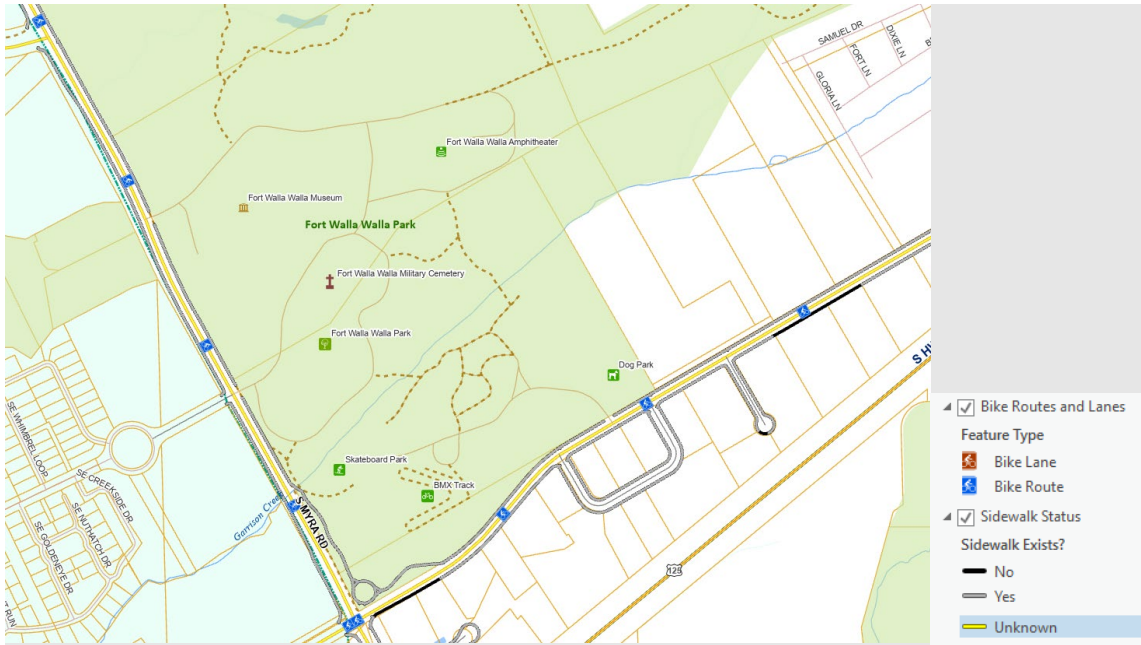 SAMUEL DR
FORT LN
DIXIE LN
GLORIA LN
Fort Walla Walla Amphitheater
Fort Walla Walla Museum
Fort Walla Walla Park
Fort Walla Walla Military Cemetery
Fort Walla Walla Park
Dog Park
S HW
SE WHIMBREL LOOP
SE CREEKSIDE DR
SE NUTHATCH DR
SE GOLDENEYE DR
T RUN
Garrison Creek
S MYRA RD
Skateboard Park
BMX Track
125
Bike Routes and Lanes
Feature Type
Bike Lane
Bike Route
Sidewalk Status
Sidewalk Exists?
No
Yes
Unknown